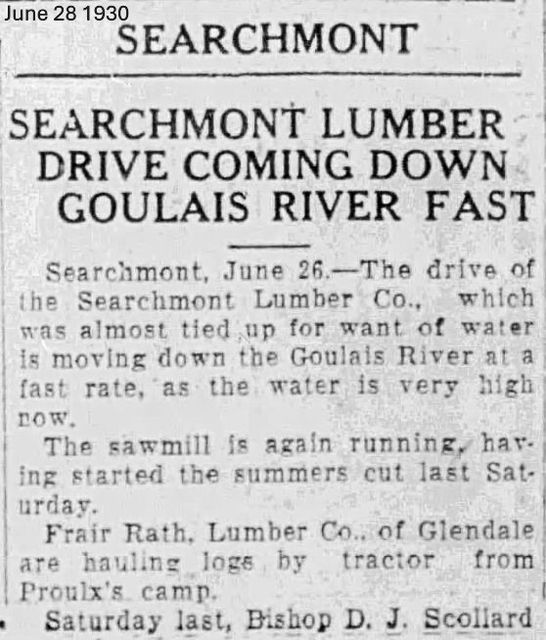 June 28 1930
SEARCHMONT
SEARCHMONT LUMBER
DRIVE COMING DOWN
GOULAIS RIVER FAST
Searchmont, June 26.—The drive of
the Searchmont Lumber Co., which
was almost tied up for want of water
is moving down the Goulais River at a
fast rate, as the water is very high
now.
The sawmill is again running, hav-
ing started the summers cut last Sat-
urday.
Frair Rath, Lumber Co., of Glendale
are hauling logs by tractor from
Proulx's camp.
Saturday last, Bishop D. J. Scollard